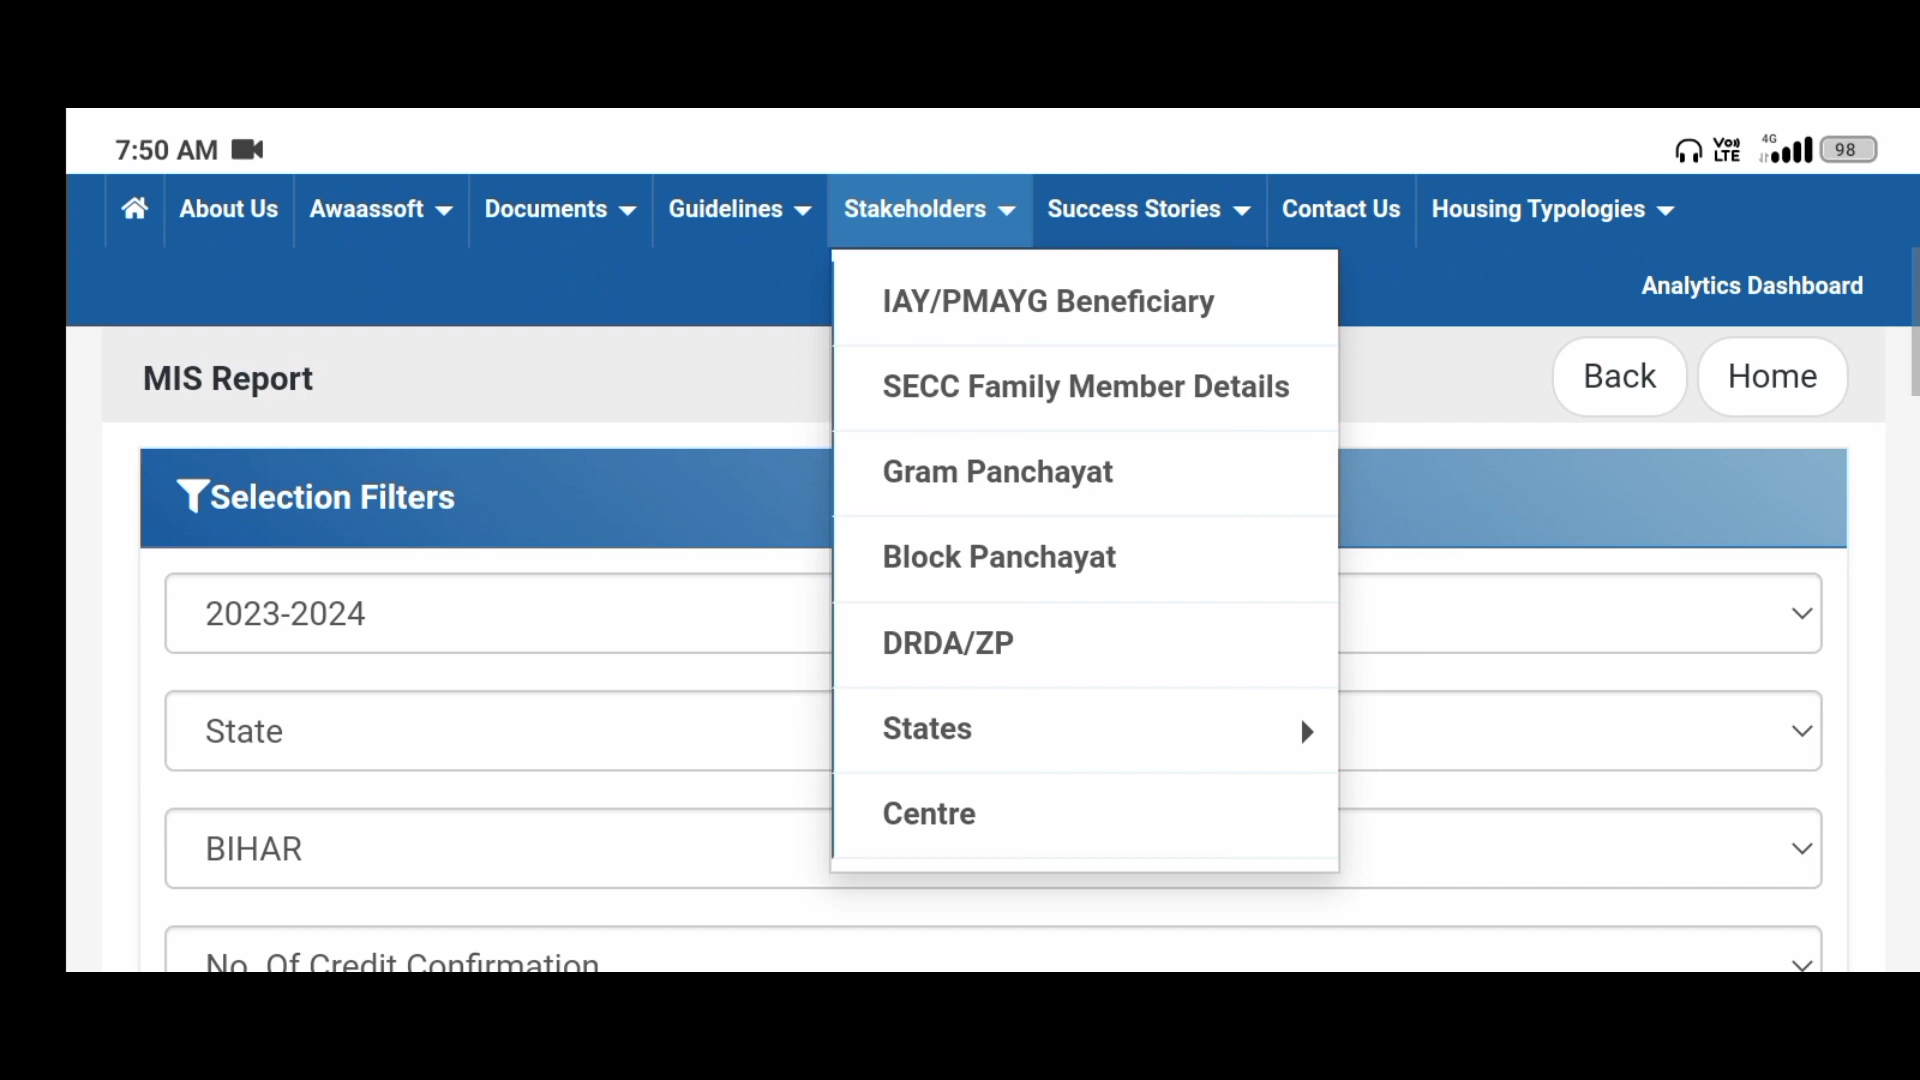 7:50 AM
4G
Vo))
LTE
98
About Us
Awaassoft
Documents
Guidelines
Stakeholders
Success Stories
Contact Us
Housing Typologies
Analytics Dashboard
IAY/PMAYG Beneficiary
SECC Family Member Details
Gram Panchayat
Block Panchayat
DRDA/ZP
States
Centre
MIS Report
Back
Home
Selection Filters
2023-2024
State
BIHAR
No. Of Credit Confirmation